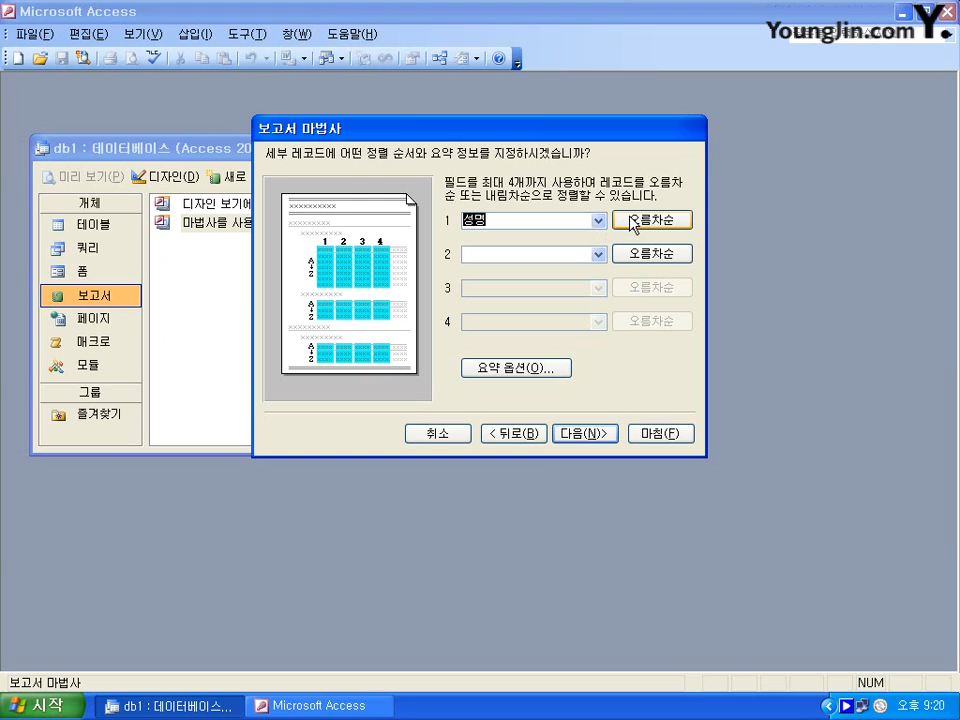 Microsoft Access
파일(F) 편집(E) 보기(V) 삽입(I) 도구(T) 창(W) 도움말(H)
YoungJin.com Y.
db1 : 데이터베이스 (Access 20
미리 보기(P) 디자인(D) 새로
개체
테이블
쿼리
폼
보고서
페이지
매크로
모듈
그룹
즐겨찾기
디자인 보기에
마법사를 사용
보고서 마법사
세부 레코드에 어떤 정렬 순서와 요약 정보를 지정하시겠습니까?
필드를 최대 4개까지 사용하여 레코드를 오름차
순 또는 내림차순으로 정렬할 수 있습니다.
1 성명 오름차순
2 오름차순
3 오름차순
4 오름차순
요약 옵션(O)...
취소 < 뒤로(B) 다음(N)> 마침(F)
1 2 3 4
보고서 마법사 NUM
시작 db1 : 데이터베이스... Microsoft Access 오후 9:20